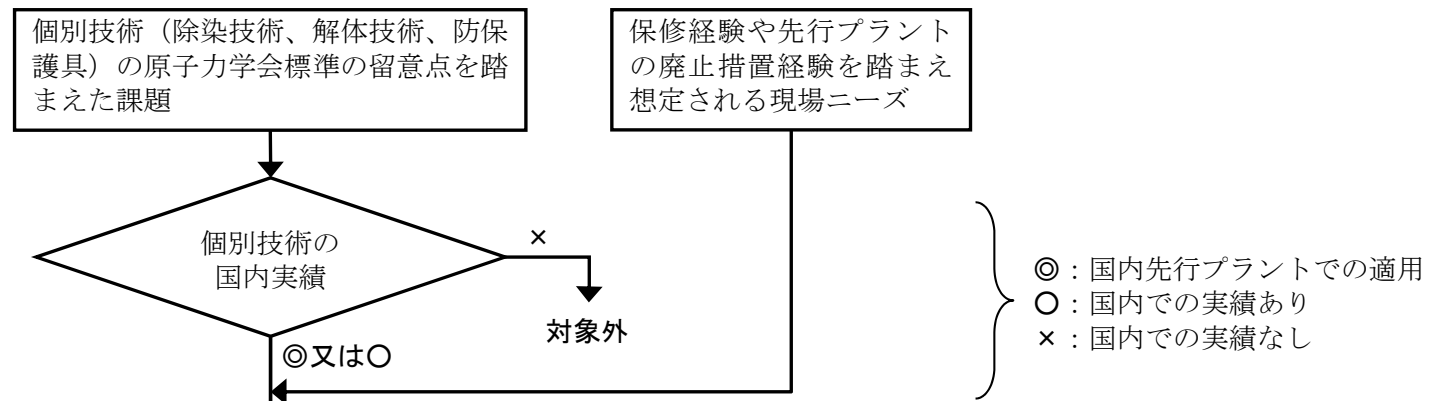 個別技術（除染技術、解体技術、防保
護具）の原子力学会標準の留意点を踏
まえた課題
保修経験や先行プラント
の廃止措置経験を踏まえ
想定される現場ニーズ
個別技術の
国内実績
×
対象外
◎又は〇
◎：国内先行プラントでの適用
〇：国内での実績あり
×：国内での実績なし